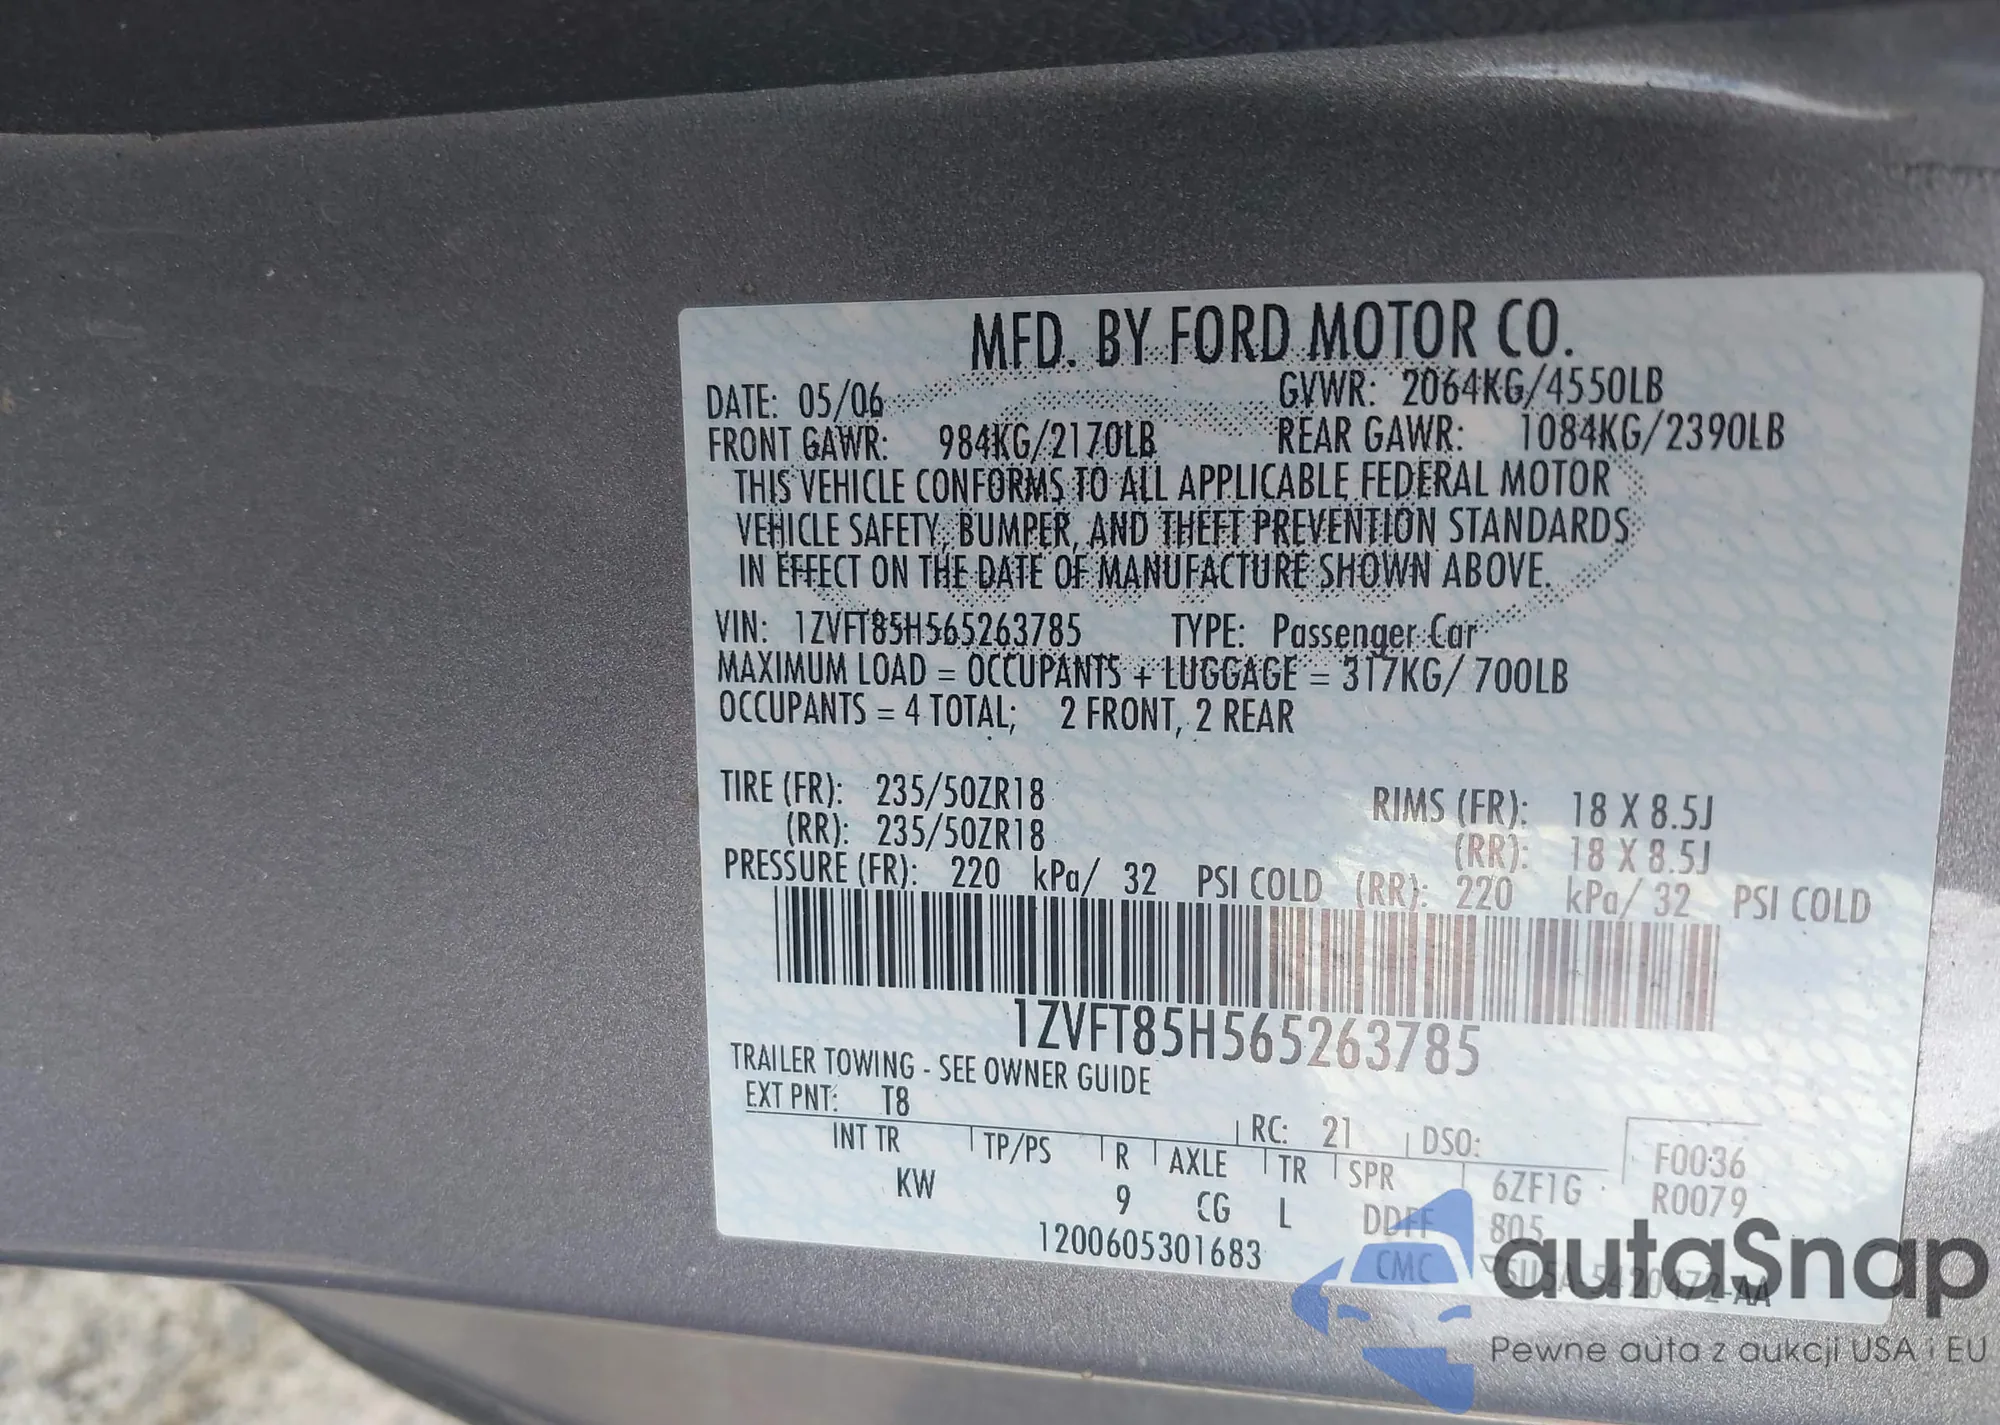 MFD. BY FORD MOTOR CO.
DATE: 05/06 GVWR: 2064KG/4550LB
FRONT GAWR: 984KG/2170LB REAR GAWR: 1084KG/2390LB
THIS VEHICLE CONFORMS TO ALL APPLICABLE FEDERAL MOTOR
VEHICLE SAFETY, BUMPER, AND THEFT PREVENTION STANDARDS
IN EFFECT ON THE DATE OF MANUFACTURE SHOWN ABOVE.
VIN: 1ZVFT85H565263785 TYPE: Passenger Car
MAXIMUM LOAD = OCCUPANTS + LUGGAGE = 317KG/ 700LB
OCCUPANTS = 4 TOTAL; 2 FRONT, 2 REAR
TIRE (FR): 235/50ZR18 RIMS (FR): 18 X 8.5J
(RR): 235/50ZR18 (RR): 18 X 8.5J
PRESSURE (FR): 220 kPa/ 32 PSI COLD (RR): 220 kPa/ 32 PSI COLD
1ZVFT85H565263785
TRAILER TOWING - SEE OWNER GUIDE
EXT PNT: T8 RC: 21 DSO: F0036
INT TR TP/PS R AXLE TR SPR 6ZF1G R0079
KW 9 CG L DDFF 805
1200605301683 CMC
autaSnap
Pewne auta z aukcji USA i EU